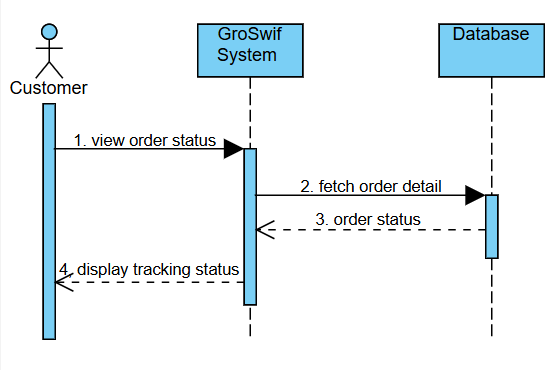 GroSwif
System
Database
Customer
1. view order status
2. fetch order detail
3. order status
4. display tracking status